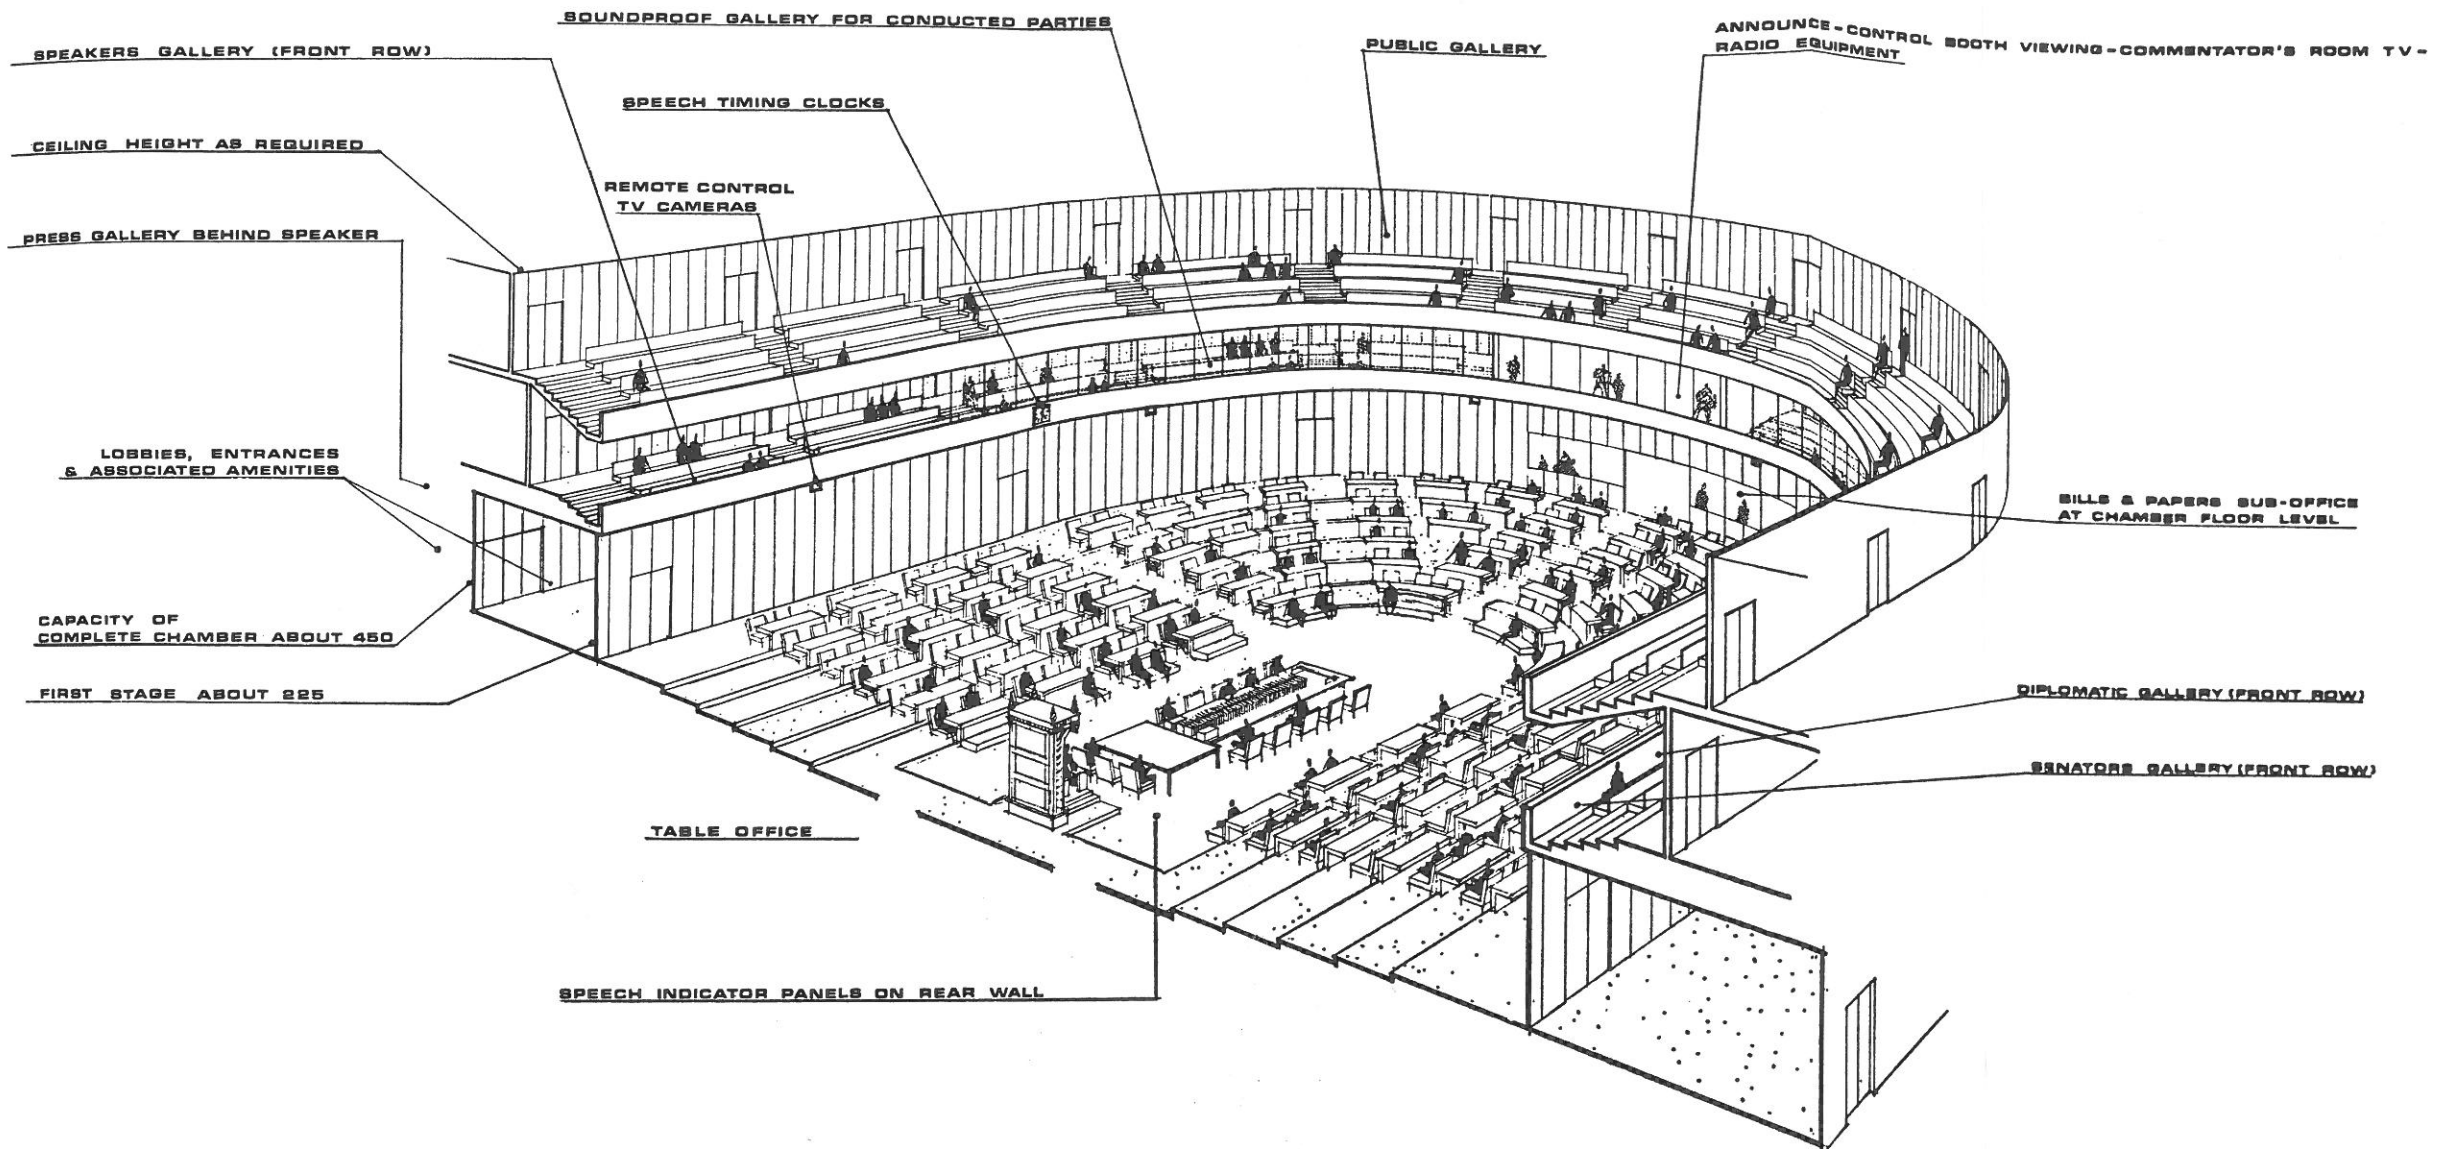 SOUNDPROOF GALLERY FOR CONDUCTED PARTIES
SPEAKERS GALLERY (FRONT ROW)
PUBLIC GALLERY
ANNOUNCE-CONTROL BOOTH VIEWING-COMMENTATOR'S ROOM TV-
RADIO EQUIPMENT
SPEECH TIMING CLOCKS
CEILING HEIGHT AS REQUIRED
REMOTE CONTROL
TV CAMERAS
PRESS GALLERY BEHIND SPEAKER
LOBBIES, ENTRANCES
& ASSOCIATED AMENITIES
BILLS & PAPERS SUB-OFFICE
AT CHAMBER FLOOR LEVEL
CAPACITY OF
COMPLETE CHAMBER ABOUT 450
FIRST STAGE ABOUT 225
DIPLOMATIC GALLERY (FRONT ROW)
SENATORS GALLERY (FRONT ROW)
TABLE OFFICE
SPEECH INDICATOR PANELS ON REAR WALL